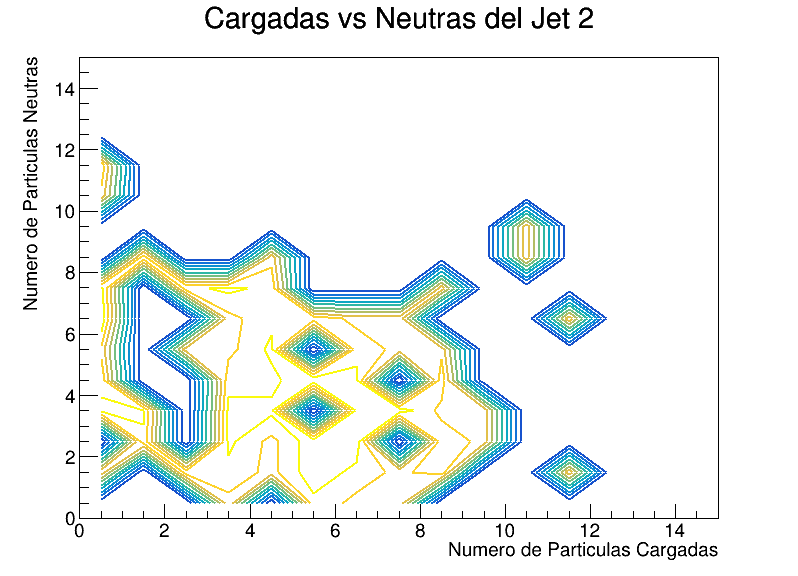 Cargadas vs Neutras del Jet 2
Numero de Particulas Neutras
14
12
10
8
6
4
2
0
0 2 4 6 8 10 12 14
Numero de Particulas Cargadas